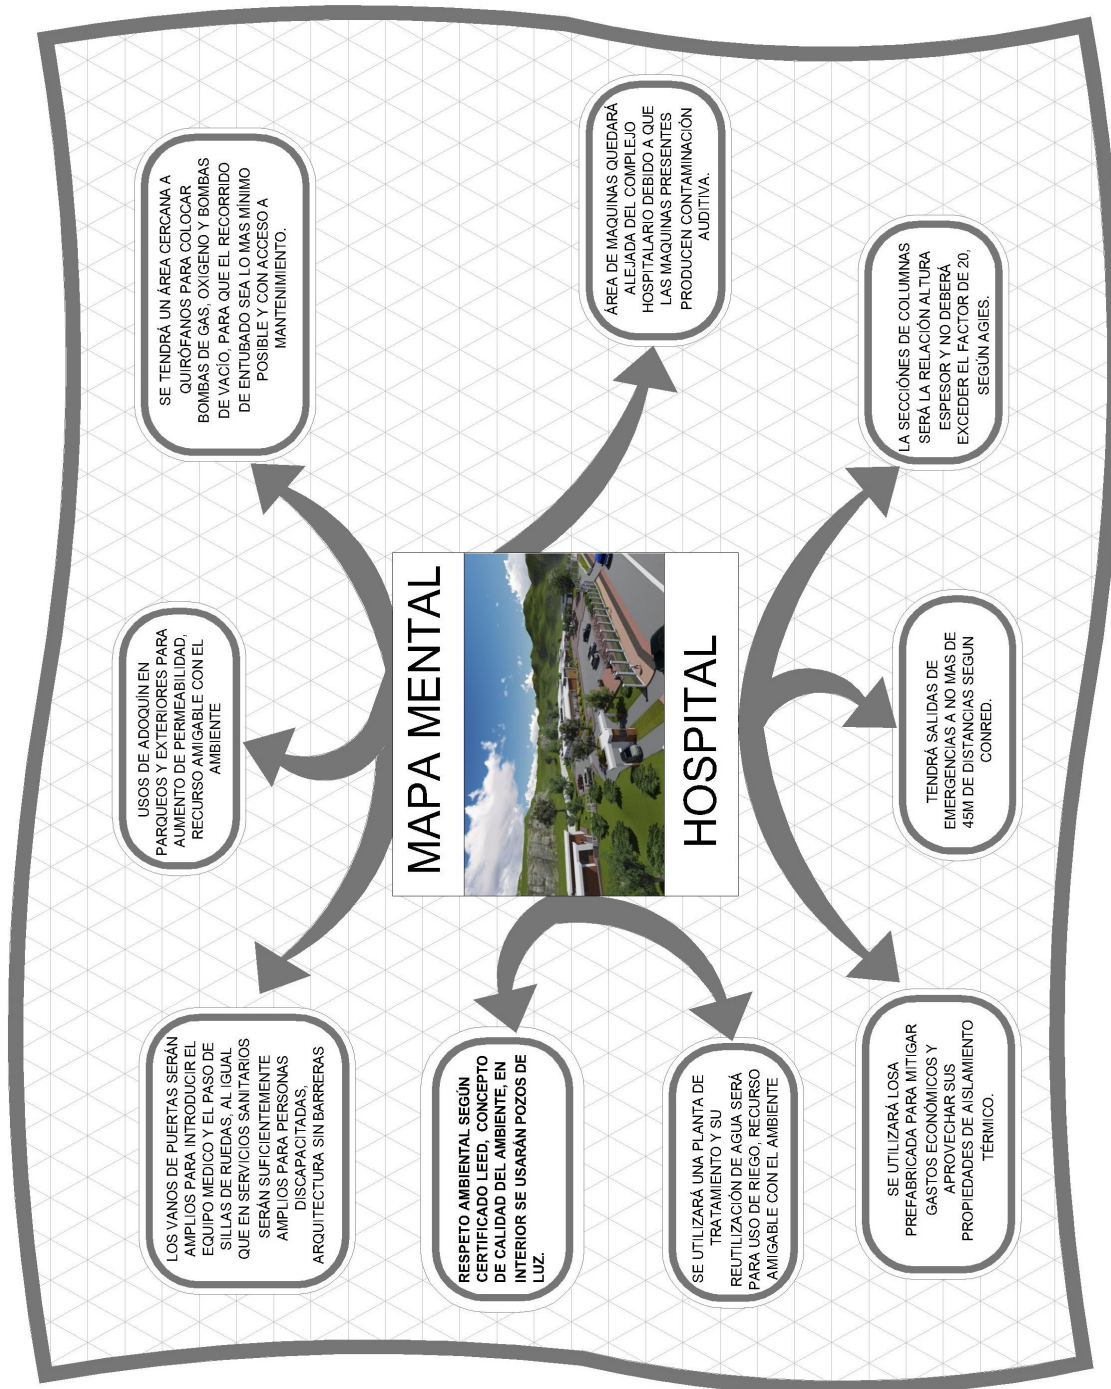 MAPA MENTAL
HOSPITAL
LOS VANOS DE PUERTAS SERÁN
AMPLIOS PARA INTRODUCIR EL
EQUIPO MEDICO Y EL PASO DE
SILLAS DE RUEDAS, AL IGUAL
QUE EN SERVICIOS SANITARIOS
SERÁN SUFICIENTEMENTE
AMPLIOS PARA PERSONAS
DISCAPACITADAS,
ARQUITECTURA SIN BARRERAS
USOS DE ADOQUÍN EN
PARQUEOS Y EXTERIORES PARA
AUMENTO DE PERMEABILIDAD,
RECURSO AMIGABLE CON EL
AMBIENTE
SE TENDRÁ UN ÁREA CERCANA A
QUIRÓFANOS PARA COLOCAR
BOMBAS DE GAS, OXIGENO Y BOMBAS
DE VACÍO, PARA QUE EL RECORRIDO
DE ENTUBADO SEA LO MAS MÍNIMO
POSIBLE Y CON ACCESO A
MANTENIMIENTO.
RESPETO AMBIENTAL SEGÚN
CERTIFICADO LEED, CONCEPTO
DE CALIDAD DEL AMBIENTE, EN
INTERIOR SE USARÁN POZOS DE
LUZ.
ÁREA DE MAQUINAS QUEDARÁ
ALEJADA DEL COMPLEJO
HOSPITALARIO DEBIDO A QUE
LAS MAQUINAS PRESENTES
PRODUCEN CONTAMINACIÓN
AUDITIVA.
SE UTILIZARÁ UNA PLANTA DE
TRATAMIENTO Y SU
REUTILIZACIÓN DE AGUA SERÁ
PARA USO DE RIEGO, RECURSO
AMIGABLE CON EL AMBIENTE
SE UTILIZARÁ LOSA
PREFABRICADA PARA MITIGAR
GASTOS ECONÓMICOS Y
APROVECHAR SUS
PROPIEDADES DE AISLAMIENTO
TÉRMICO.
TENDRÁ SALIDAS DE
EMERGENCIAS A NO MAS DE
45M DE DISTANCIAS SEGUN
CONRED.
LA SECCIÓNES DE COLUMNAS
SERÁ LA RELACIÓN ALTURA
ESPESOR Y NO DEBERÁ
EXCEDER EL FACTOR DE 20,
SEGÚN AGIES.